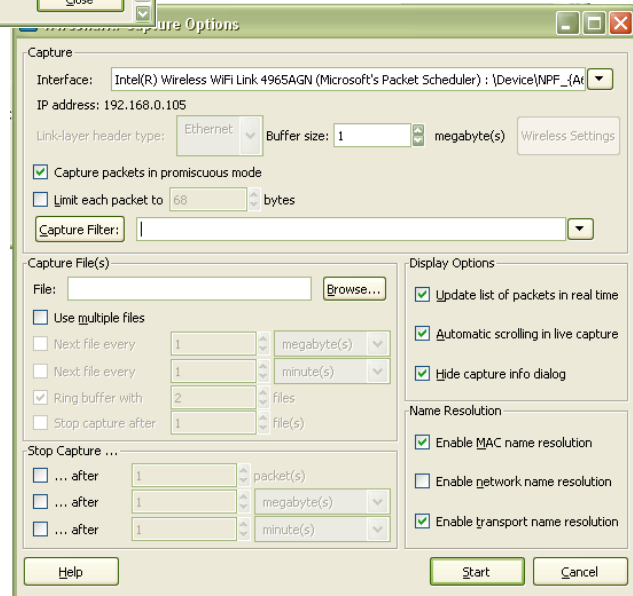 Close
Wireshark: Capture Options
Capture
Interface: Intel(R) Wireless WiFi Link 4965AGN (Microsoft's Packet Scheduler) : \Device\NPF_{A6
IP address: 192.168.0.105
Link-layer header type: Ethernet Buffer size: 1 megabyte(s) Wireless Settings
Capture packets in promiscuous mode
Limit each packet to 68 bytes
Capture Filter:
Capture File(s)
File: Browse...
Use multiple files
Next file every 1 megabyte(s)
Next file every 1 minute(s)
Ring buffer with 2 files
Stop capture after 1 file(s)
Stop Capture ...
... after 1 packet(s)
... after 1 megabyte(s)
... after 1 minute(s)
Display Options
Update list of packets in real time
Automatic scrolling in live capture
Hide capture info dialog
Name Resolution
Enable MAC name resolution
Enable network name resolution
Enable transport name resolution
Help Start Cancel